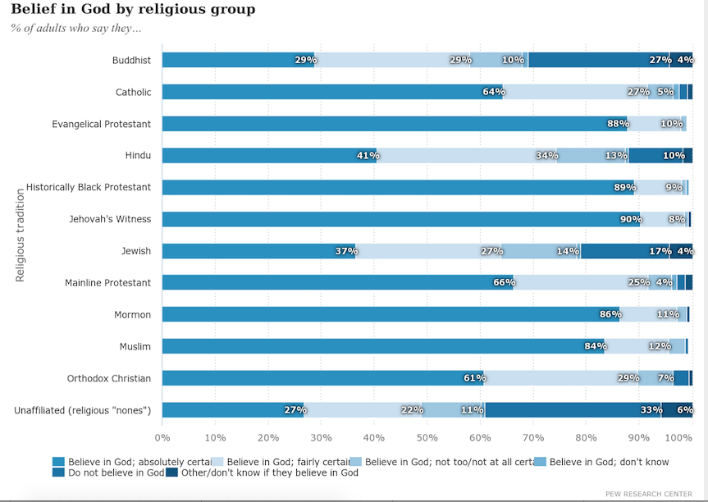 Belief in God by religious group
% of adults who say they...
Religious tradition
Buddhist 29% 29% 10% 27% 4%
Catholic 64% 27% 5%
Evangelical Protestant 88% 10%
Hindu 41% 34% 13% 10%
Historically Black Protestant 89% 9%
Jehovah's Witness 90% 8%
Jewish 37% 27% 14% 17% 4%
Mainline Protestant 66% 25% 4%
Mormon 86% 11%
Muslim 84% 12%
Orthodox Christian 61% 29% 7%
Unaffiliated (religious "nones") 27% 22% 11% 33% 6%
0% 10% 20% 30% 40% 50% 60% 70% 80% 90% 100%
Believe in God; absolutely certai Believe in God; fairly certain Believe in God; not too/not at all certa Believe in God; don't know
Do not believe in God Other/don't know if they believe in God
PEW RESEARCH CENTER